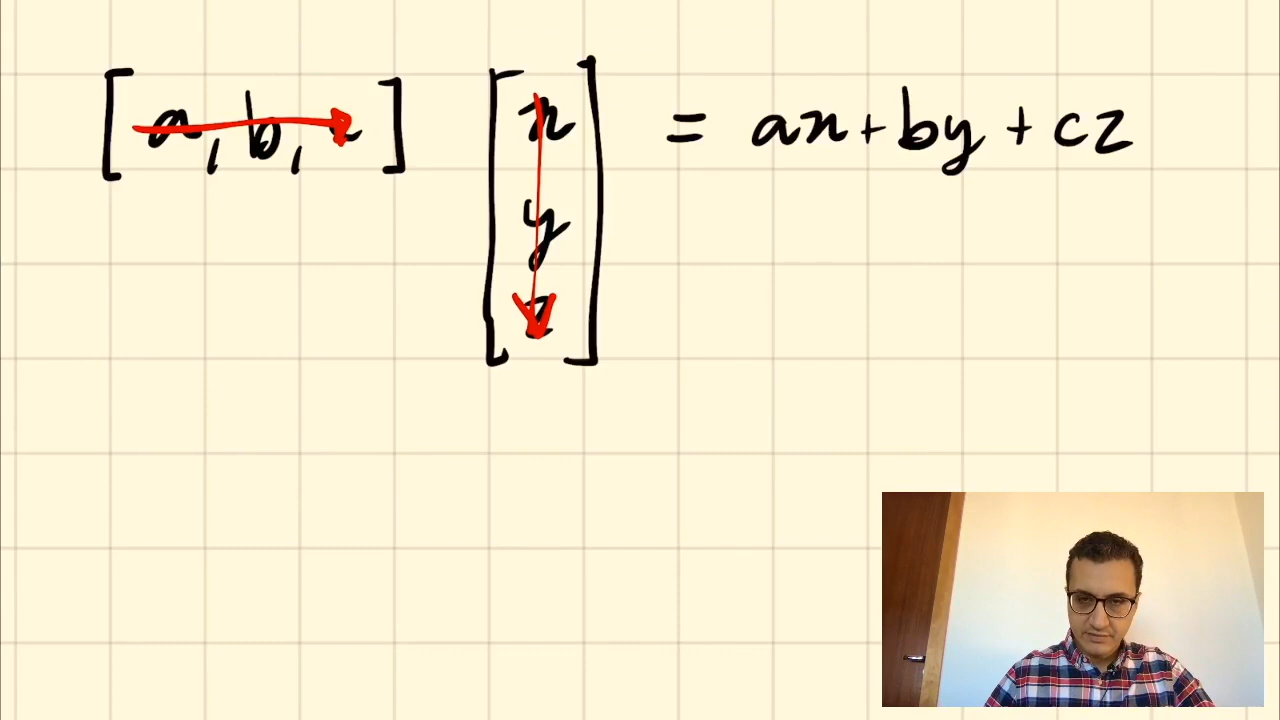 [a, b, c] [x y z] = ax + by + cz